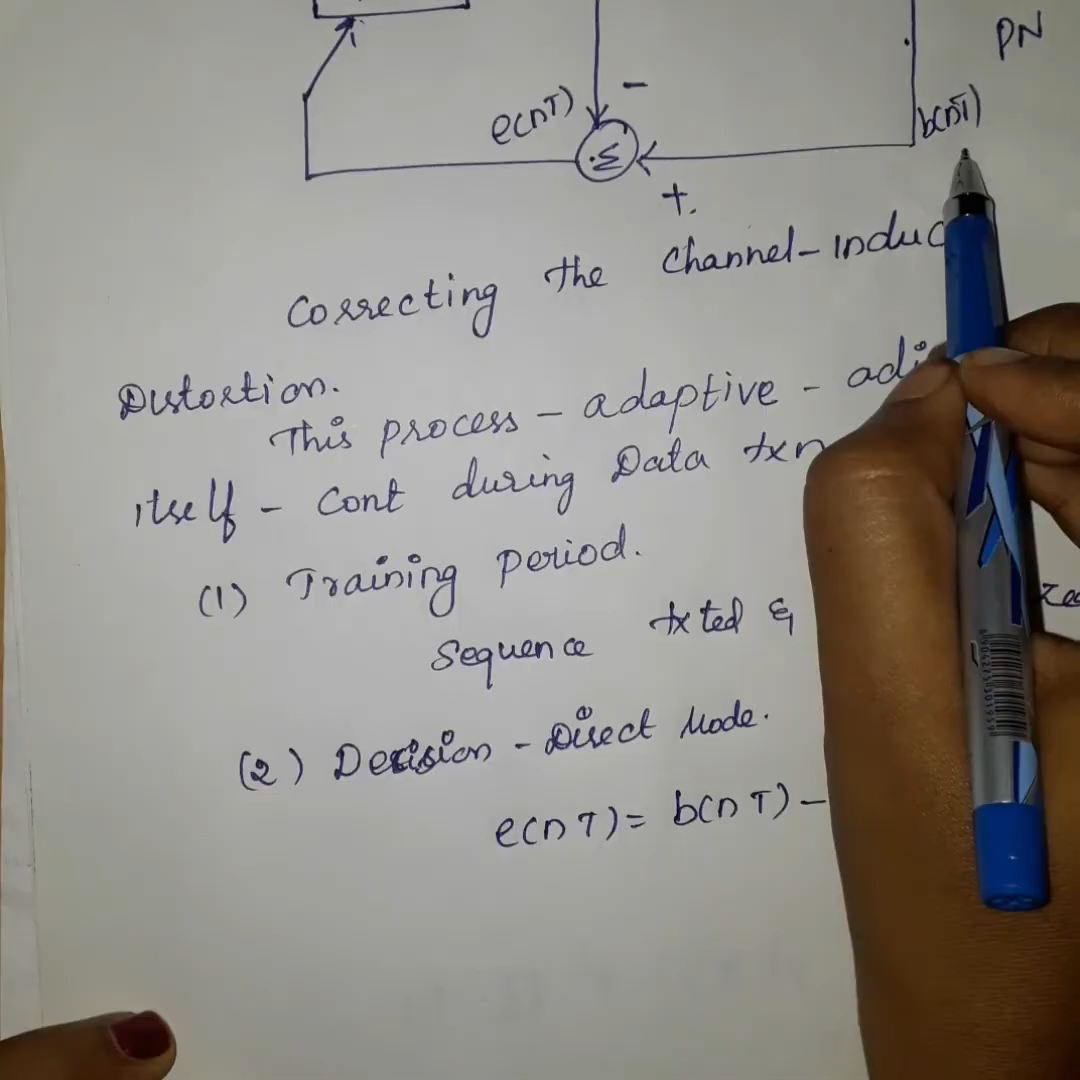 PN
e(nT) -
b(nT)
Σ
+.
Correcting the channel-induc
Distortion.
This process - adaptive - adj
itself - Cont during Data txn
(1) Training Period.
Sequence txted &
(2) Decision - Direct Mode.
e(nT) = b(nT) -